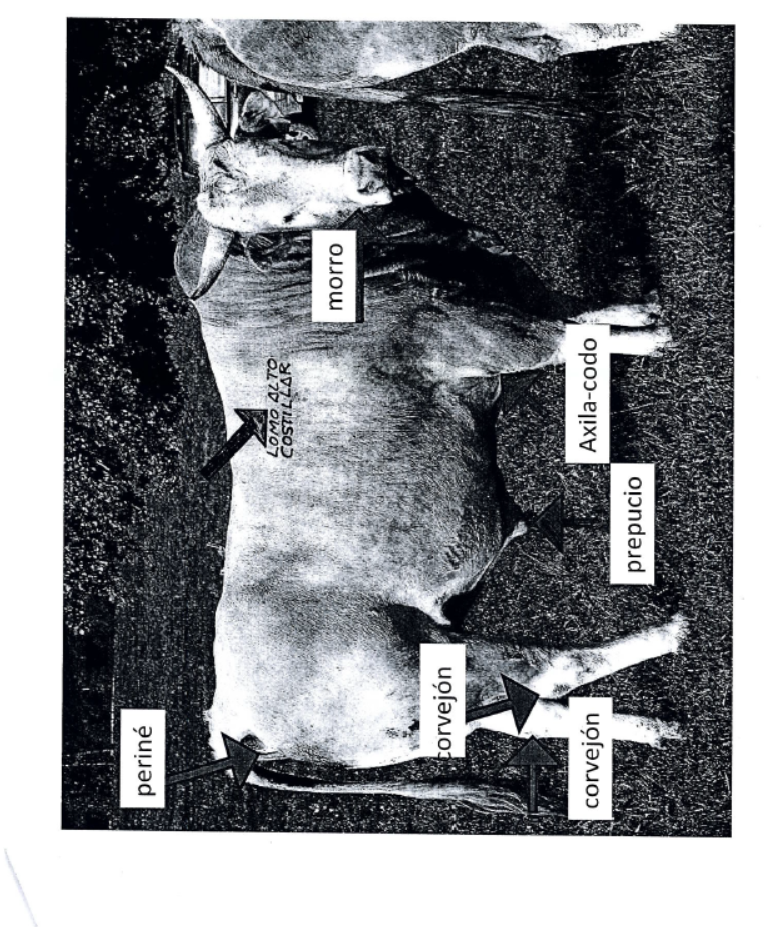 periné
LOMO ALTO
COSTILLAR
morro
corvejón
corvejón
Axila-codo
prepucio